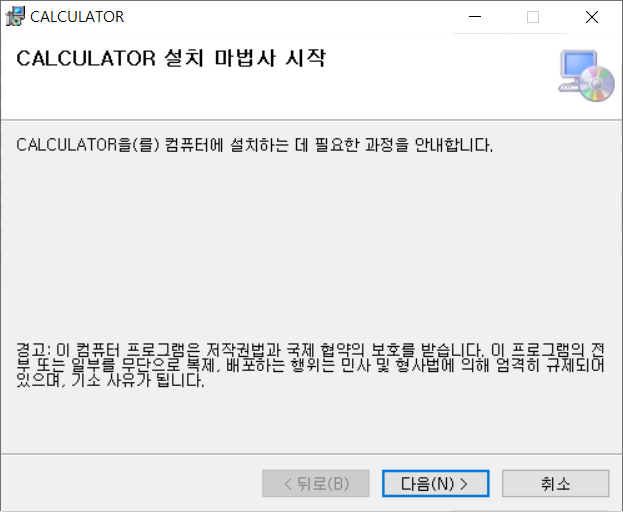 CALCULATOR
CALCULATOR 설치 마법사 시작
CALCULATOR을(를) 컴퓨터에 설치하는 데 필요한 과정을 안내합니다.
경고: 이 컴퓨터 프로그램은 저작권법과 국제 협약의 보호를 받습니다. 이 프로그램의 전
부 또는 일부를 무단으로 복제, 배포하는 행위는 민사 및 형사법에 의해 엄격히 규제되어
있으며, 기소 사유가 됩니다.
< 뒤로(B) 다음(N) > 취소